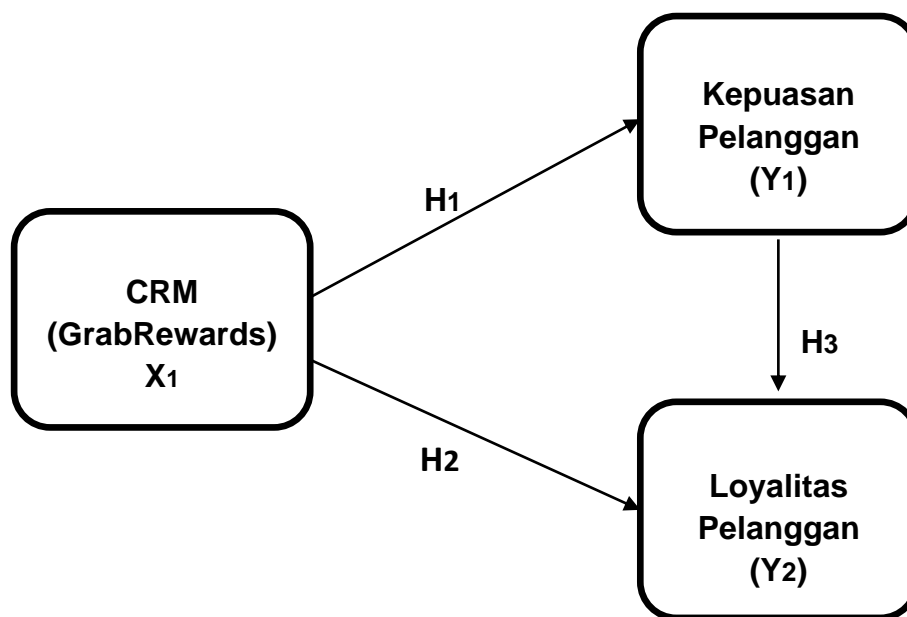 Kepuasan
Pelanggan
(Y1)
H1
CRM
(GrabRewards)
X1
H3
H2
Loyalitas
Pelanggan
(Y2)